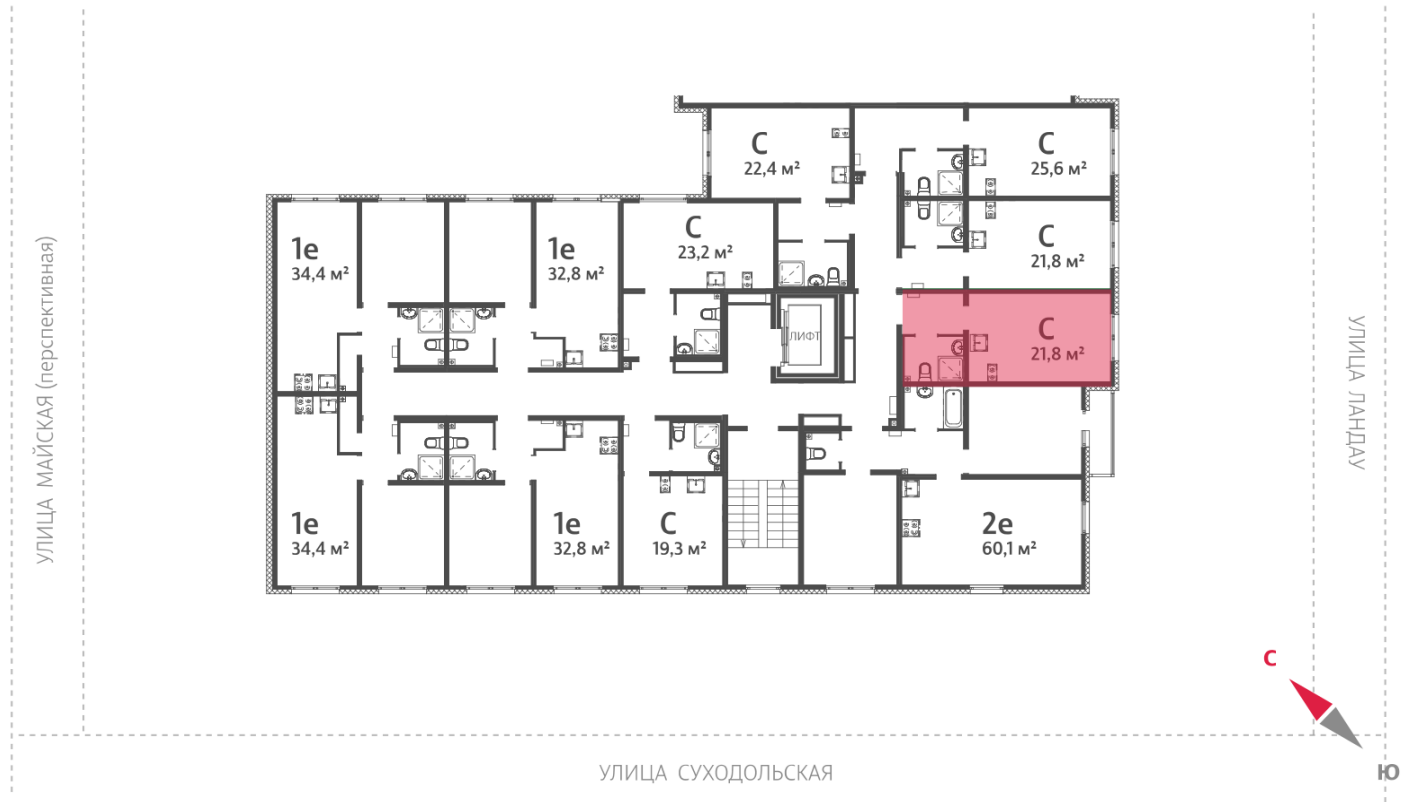 С
22,4 м²
С
25,6 м²
1е
34,4 м²
1е
32,8 м²
С
23,2 м²
С
21,8 м²
ЛИФТ
С
21,8 м²
1е
34,4 м²
1е
32,8 м²
С
19,3 м²
2е
60,1 м²
УЛИЦА МАЙСКАЯ (перспективная)
УЛИЦА ЛАНДАУ
УЛИЦА СУХОДОЛЬСКАЯ
С
Ю